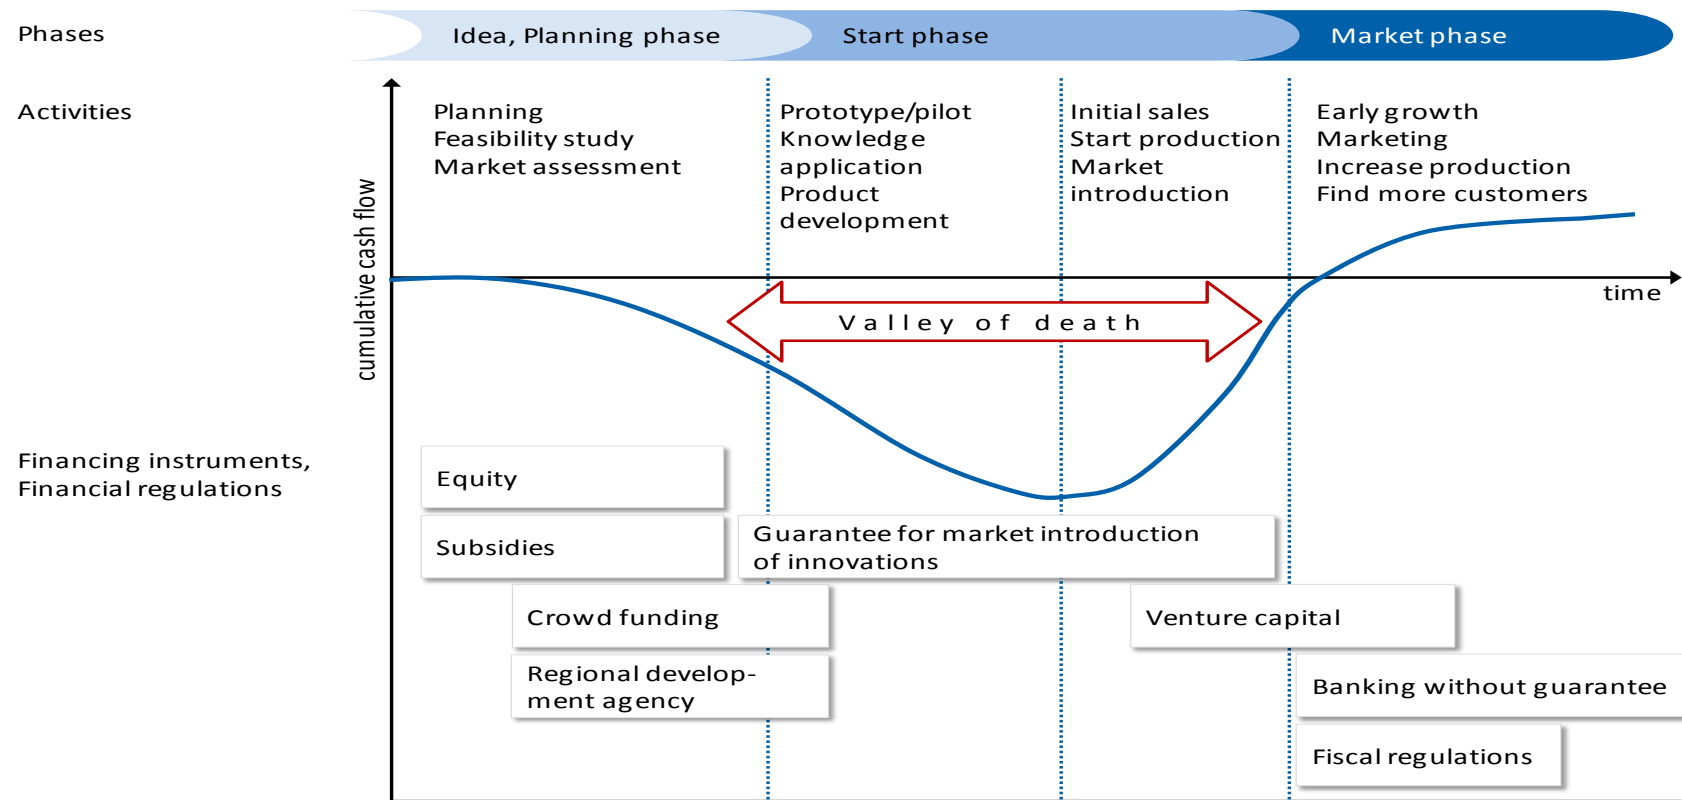 Phases
Idea, Planning phase
Start phase
Market phase
Activities
Planning
Feasibility study
Market assessment
Prototype/pilot
Knowledge
application
Product
development
Initial sales
Start production
Market
introduction
Early growth
Marketing
Increase production
Find more customers
cumulative cash flow
time
Valley of death
Financing instruments,
Financial regulations
Equity
Subsidies
Guarantee for market introduction
of innovations
Crowd funding
Venture capital
Regional develop-
ment agency
Banking without guarantee
Fiscal regulations